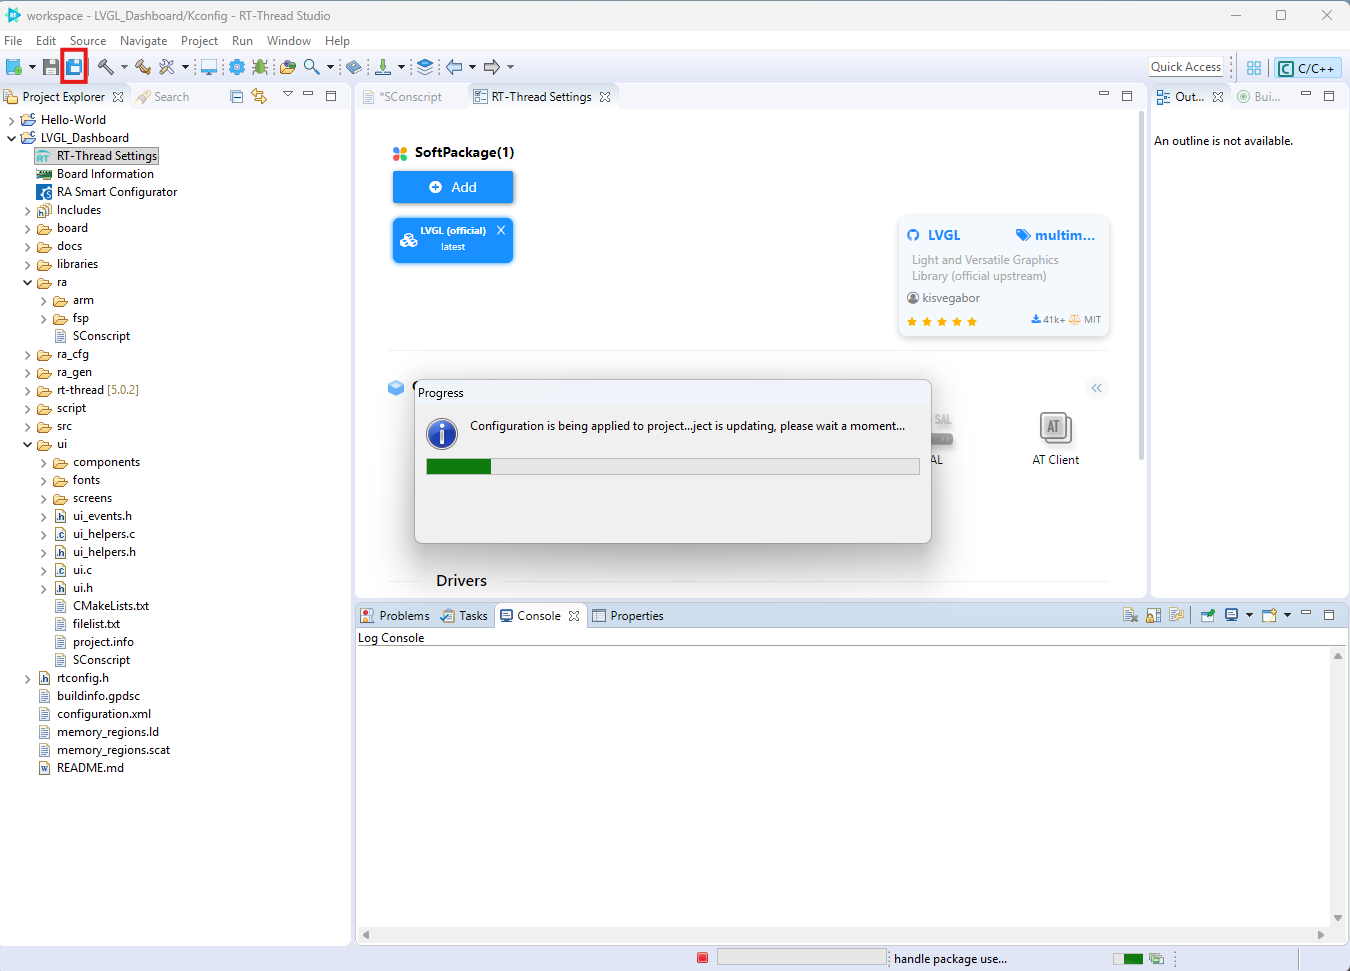 workspace - LVGL_Dashboard/Kconfig - RT-Thread Studio
File Edit Source Navigate Project Run Window Help
Quick Access
C/C++
Project Explorer
Search
*SConscript
RT-Thread Settings
Out...
Bui...
Hello-World
LVGL_Dashboard
RT-Thread Settings
Board Information
RA Smart Configurator
Includes
board
docs
libraries
ra
arm
fsp
SConscript
ra_cfg
ra_gen
rt-thread [5.0.2]
script
src
ui
components
fonts
screens
ui_events.h
ui_helpers.c
ui_helpers.h
ui.c
ui.h
CMakeLists.txt
filelist.txt
project.info
SConscript
rtconfig.h
buildinfo.gpdsc
configuration.xml
memory_regions.ld
memory_regions.scat
README.md
SoftPackage(1)
Add
LVGL (official)
latest
LVGL
multim...
Light and Versatile Graphics
Library (official upstream)
kisvegabor
41k+ MIT
Progress
Configuration is being applied to project...ject is updating, please wait a moment...
SAL
AL
AT
AT Client
Drivers
An outline is not available.
Problems
Tasks
Console
Properties
Log Console
handle package use...